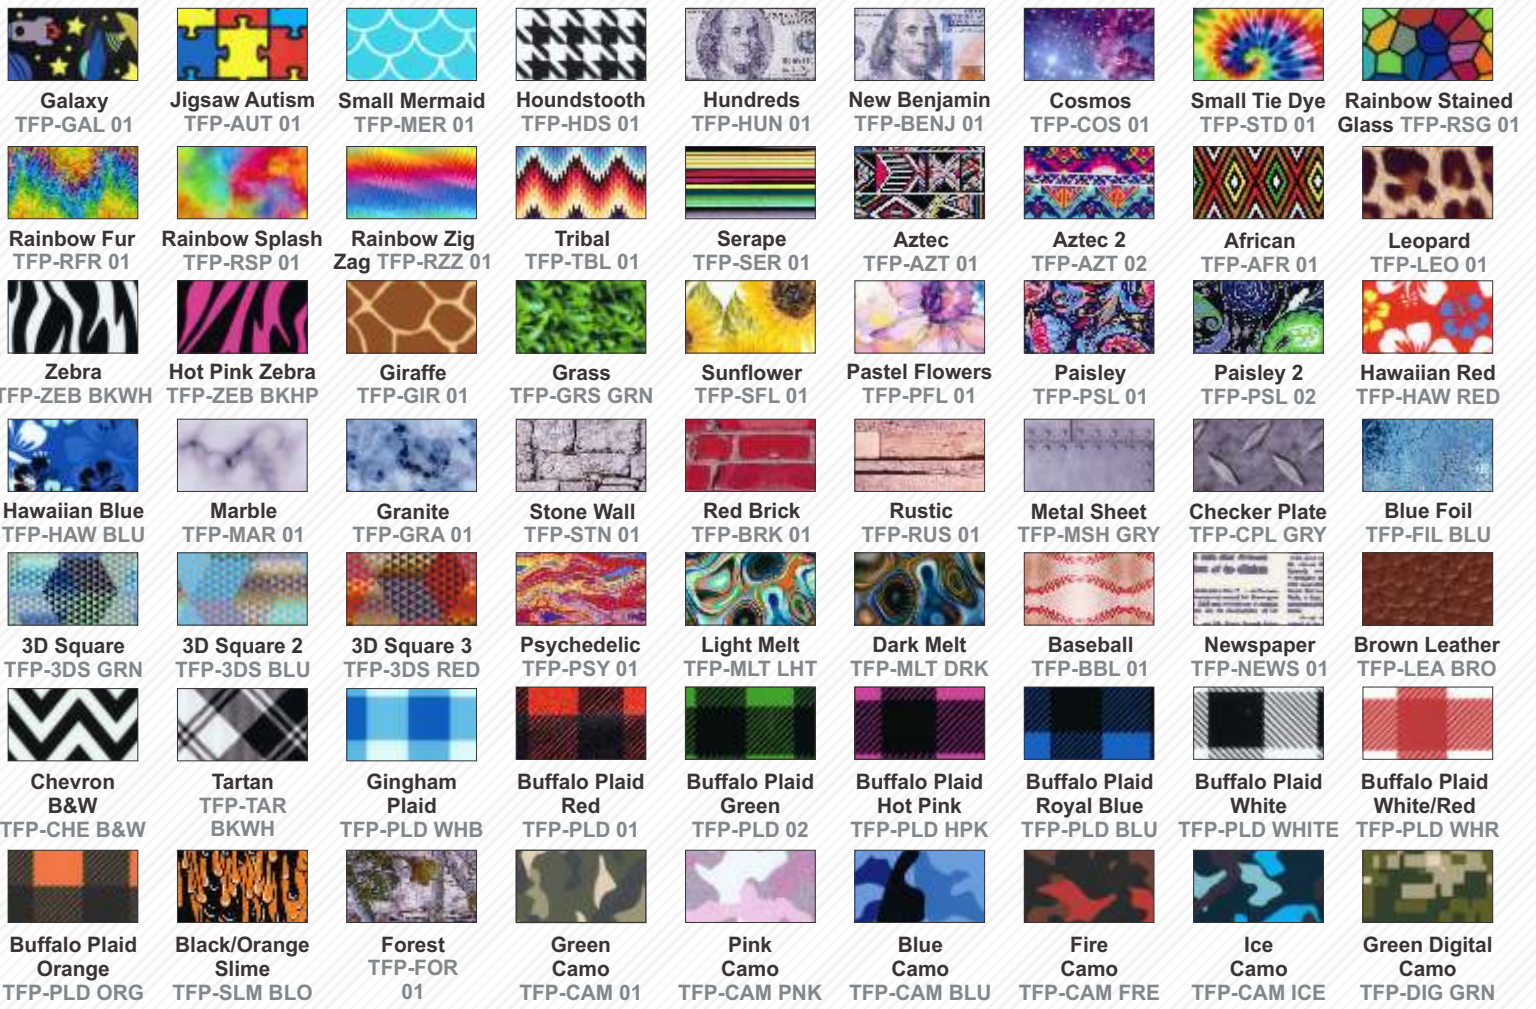 Galaxy
TFP-GAL 01
Jigsaw Autism
TFP-AUT 01
Small Mermaid
TFP-MER 01
Houndstooth
TFP-HDS 01
Hundreds
TFP-HUN 01
New Benjamin
TFP-BENJ 01
Cosmos
TFP-COS 01
Small Tie Dye
TFP-STD 01
Rainbow Stained
Glass TFP-RSG 01
Rainbow Fur
TFP-RFR 01
Rainbow Splash
TFP-RSP 01
Rainbow Zig
Zag TFP-RZZ 01
Tribal
TFP-TBL 01
Serape
TFP-SER 01
Aztec
TFP-AZT 01
Aztec 2
TFP-AZT 02
African
TFP-AFR 01
Leopard
TFP-LEO 01
Zebra
TFP-ZEB BKWH
Hot Pink Zebra
TFP-ZEB BKHP
Giraffe
TFP-GIR 01
Grass
TFP-GRS GRN
Sunflower
TFP-SFL 01
Pastel Flowers
TFP-PFL 01
Paisley
TFP-PSL 01
Paisley 2
TFP-PSL 02
Hawaiian Red
TFP-HAW RED
Hawaiian Blue
TFP-HAW BLU
Marble
TFP-MAR 01
Granite
TFP-GRA 01
Stone Wall
TFP-STN 01
Red Brick
TFP-BRK 01
Rustic
TFP-RUS 01
Metal Sheet
TFP-MSH GRY
Checker Plate
TFP-CPL GRY
Blue Foil
TFP-FIL BLU
3D Square
TFP-3DS GRN
3D Square 2
TFP-3DS BLU
3D Square 3
TFP-3DS RED
Psychedelic
TFP-PSY 01
Light Melt
TFP-MLT LHT
Dark Melt
TFP-MLT DRK
Baseball
TFP-BBL 01
Newspaper
TFP-NEWS 01
Brown Leather
TFP-LEA BRO
Chevron
B&W
TFP-CHE B&W
Tartan
TFP-TAR
BKWH
Gingham
Plaid
TFP-PLD WHB
Buffalo Plaid
Red
TFP-PLD 01
Buffalo Plaid
Green
TFP-PLD 02
Buffalo Plaid
Hot Pink
TFP-PLD HPK
Buffalo Plaid
Royal Blue
TFP-PLD BLU
Buffalo Plaid
White
TFP-PLD WHITE
Buffalo Plaid
White/Red
TFP-PLD WHR
Buffalo Plaid
Orange
TFP-PLD ORG
Black/Orange
Slime
TFP-SLM BLO
Forest
TFP-FOR
01
Green
Camo
TFP-CAM 01
Pink
Camo
TFP-CAM PNK
Blue
Camo
TFP-CAM BLU
Fire
Camo
TFP-CAM FRE
Ice
Camo
TFP-CAM ICE
Green Digital
Camo
TFP-DIG GRN